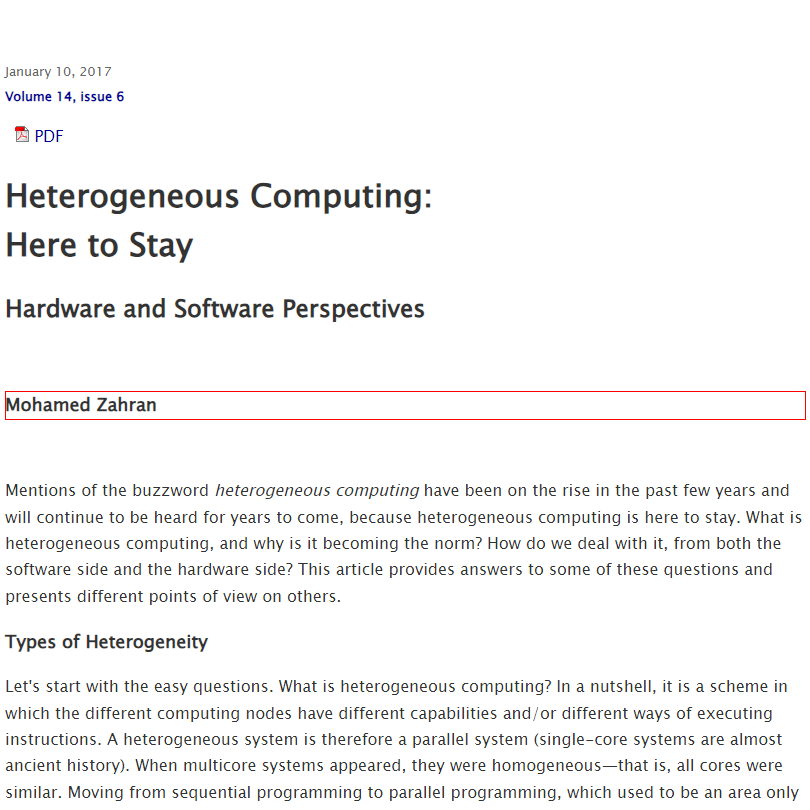 January 10, 2017
Volume 14, issue 6
PDF
Heterogeneous Computing:
Here to Stay
Hardware and Software Perspectives
Mohamed Zahran
Mentions of the buzzword heterogeneous computing have been on the rise in the past few years and
will continue to be heard for years to come, because heterogeneous computing is here to stay. What is
heterogeneous computing, and why is it becoming the norm? How do we deal with it, from both the
software side and the hardware side? This article provides answers to some of these questions and
presents different points of view on others.
Types of Heterogeneity
Let's start with the easy questions. What is heterogeneous computing? In a nutshell, it is a scheme in
which the different computing nodes have different capabilities and/or different ways of executing
instructions. A heterogeneous system is therefore a parallel system (single-core systems are almost
ancient history). When multicore systems appeared, they were homogeneous—that is, all cores were
similar. Moving from sequential programming to parallel programming, which used to be an area only